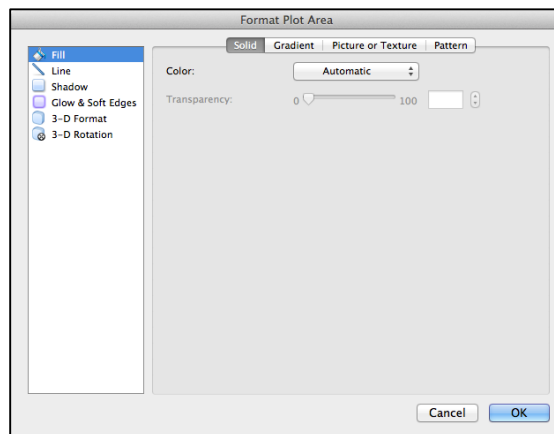 Format Plot Area
Fill
Line
Shadow
Glow & Soft Edges
3-D Format
3-D Rotation
Solid Gradient Picture or Texture Pattern
Color: Automatic
Transparency: 0 100
Cancel OK